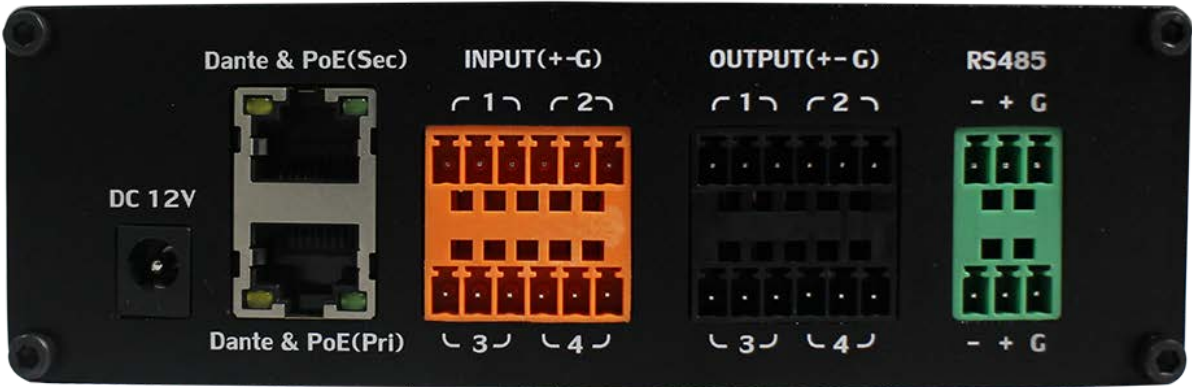 Dante & PoE(Sec)
INPUT(+-G)
OUTPUT(+-G)
RS485
1 2
1 2
- + G
DC 12V
Dante & PoE(Pri)
3 4
3 4
- + G